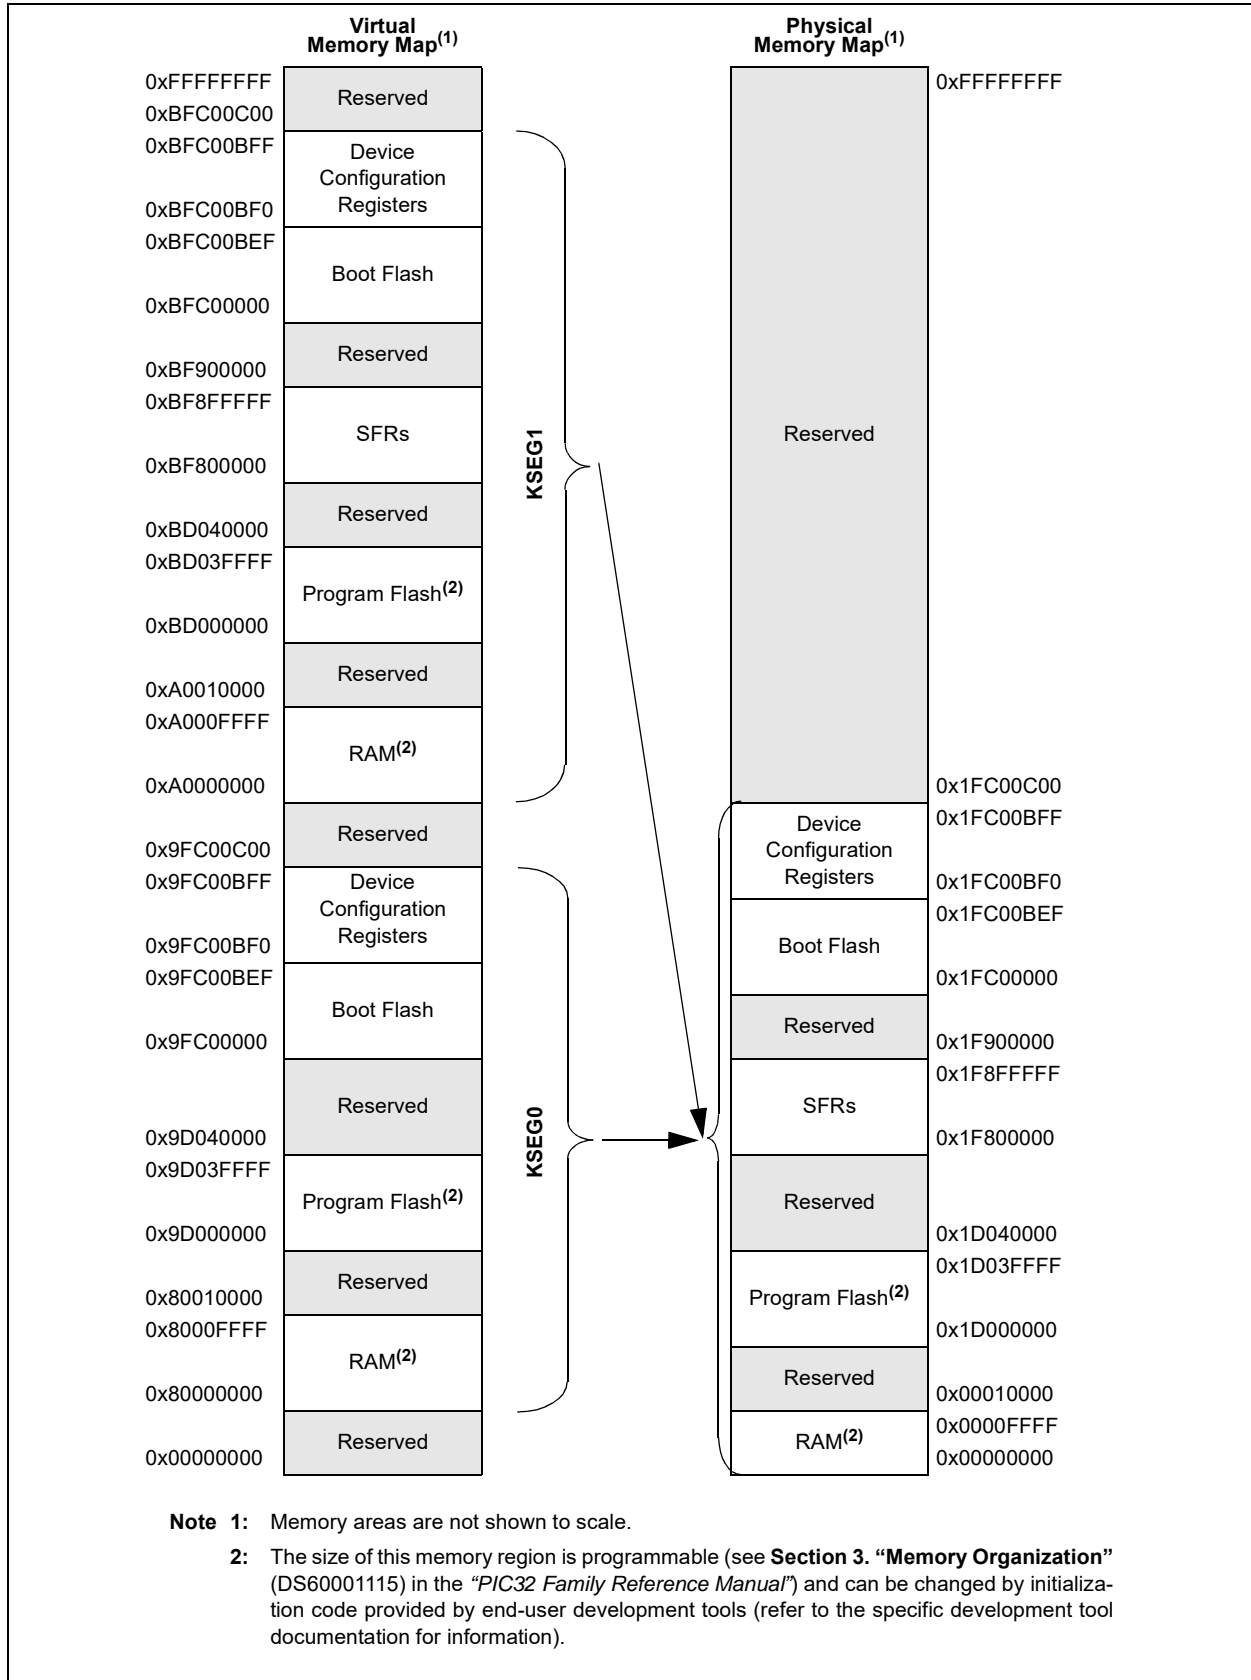 Virtual
Memory Map(1)
0xFFFFFFFF
Reserved
0xBFC00C00
0xBFC00BFF
Device
Configuration
Registers
0xBFC00BF0
0xBFC00BEF
Boot Flash
0xBFC00000
Reserved
0xBF900000
0xBF8FFFFF
SFRs
0xBF800000
Reserved
0xBD040000
0xBD03FFFF
Program Flash(2)
0xBD000000
Reserved
0xA0010000
0xA000FFFF
RAM(2)
0xA0000000
Reserved
0x9FC00C00
0x9FC00BFF
Device
Configuration
Registers
0x9FC00BF0
0x9FC00BEF
Boot Flash
0x9FC00000
Reserved
0x9D040000
0x9D03FFFF
Program Flash(2)
0x9D000000
Reserved
0x80010000
0x8000FFFF
RAM(2)
0x80000000
Reserved
0x00000000
KSEG1
KSEG0
Physical
Memory Map(1)
0xFFFFFFFF
Reserved
0x1FC00C00
0x1FC00BFF
Device
Configuration
Registers
0x1FC00BF0
0x1FC00BEF
Boot Flash
0x1FC00000
Reserved
0x1F900000
0x1F8FFFFF
SFRs
0x1F800000
Reserved
0x1D040000
0x1D03FFFF
Program Flash(2)
0x1D000000
Reserved
0x00010000
0x0000FFFF
RAM(2)
0x00000000
Note 1: Memory areas are not shown to scale.
2: The size of this memory region is programmable (see Section 3. “Memory Organization”
(DS60001115) in the “PIC32 Family Reference Manual”) and can be changed by initializa-
tion code provided by end-user development tools (refer to the specific development tool
documentation for information).